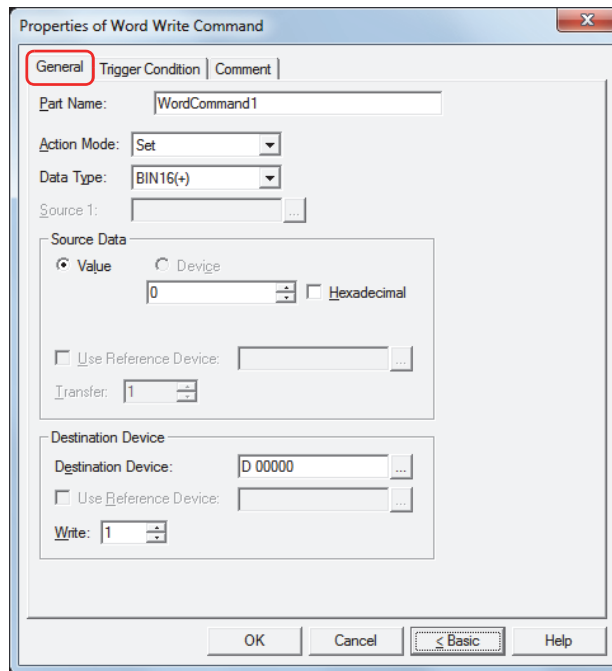 Properties of Word Write Command
General Trigger Condition Comment
Part Name: WordCommand1
Action Mode: Set
Data Type: BIN16(+)
Source 1: ...
Source Data
Value Device
0 Hexadecimal
Use Reference Device: ...
Transfer: 1
Destination Device
Destination Device: D 00000 ...
Use Reference Device: ...
Write: 1
OK Cancel < Basic Help